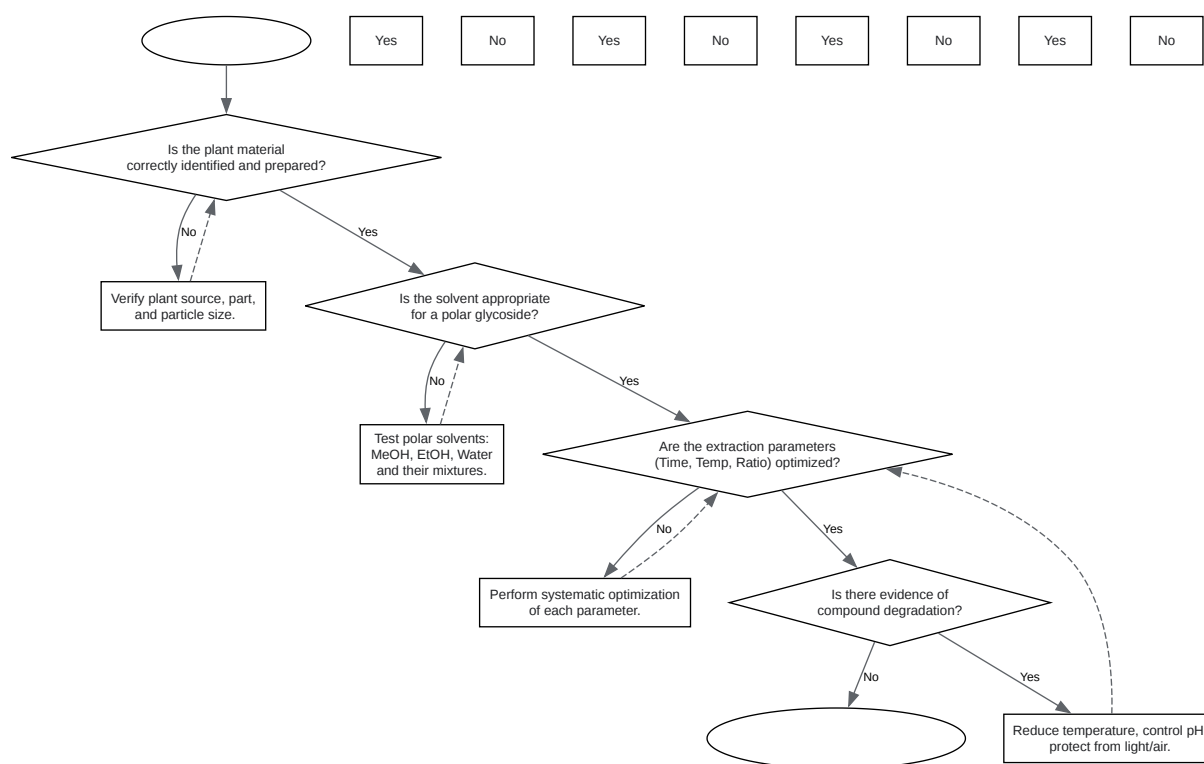 Yes
No
Yes
No
Yes
No
Yes
No
Is the plant material
correctly identified and prepared?
No
Yes
Verify plant source, part,
and particle size.
Is the solvent appropriate
for a polar glycoside?
No
Yes
Test polar solvents:
MeOH, EtOH, Water
and their mixtures.
Are the extraction parameters
(Time, Temp, Ratio) optimized?
No
Yes
Perform systematic optimization
of each parameter.
Is there evidence of
compound degradation?
No
Yes
Reduce temperature, control pH
protect from light/air.